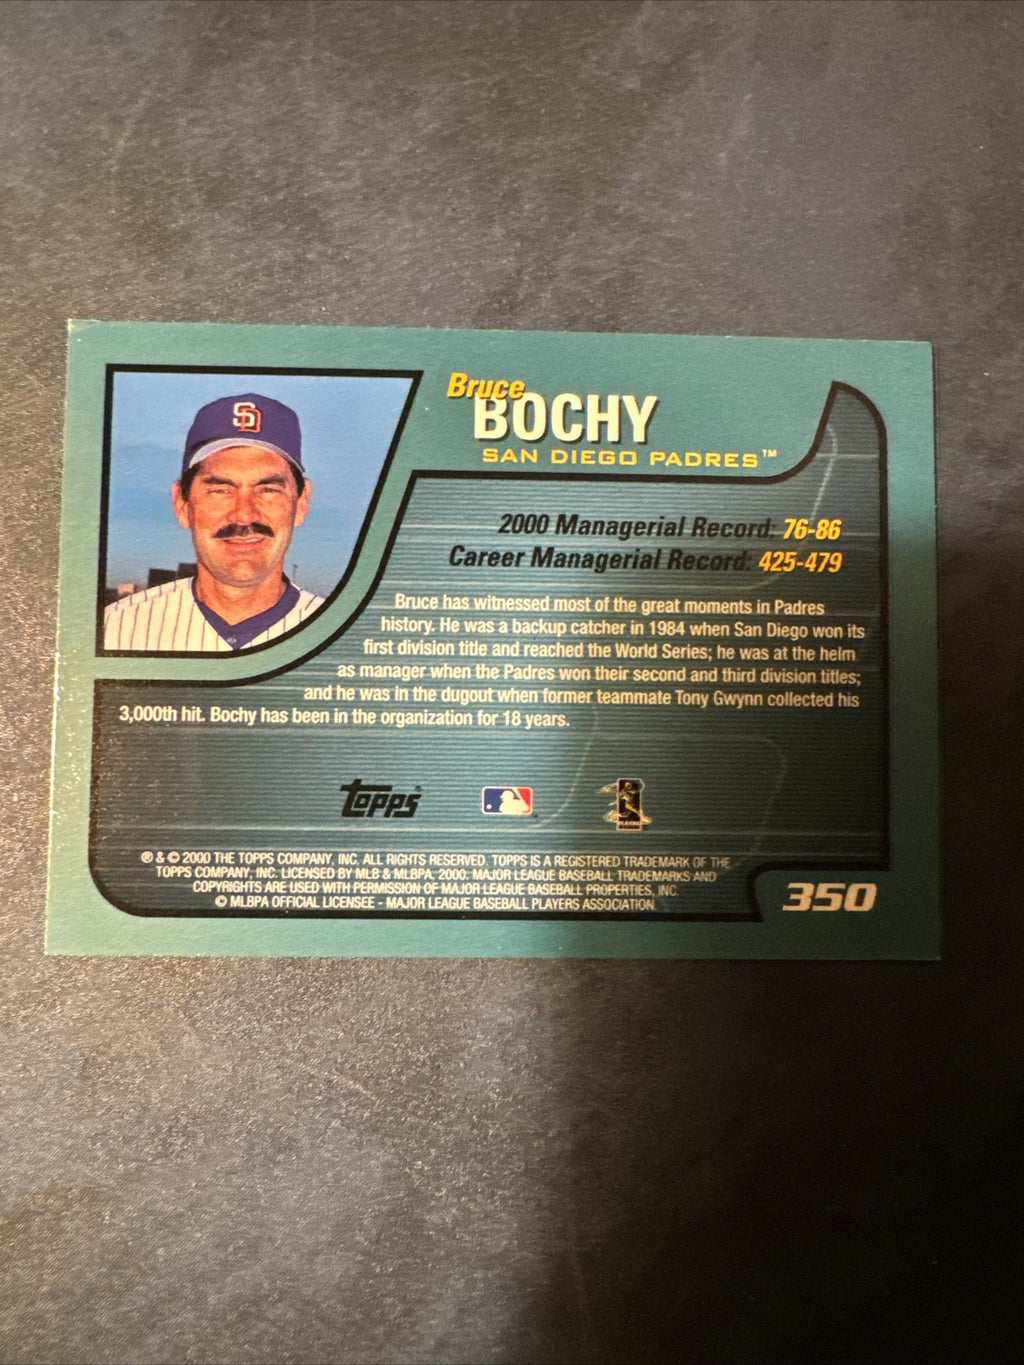 SD
Bruce
BOCHY
SAN DIEGO PADRES™
2000 Managerial Record: 76-86
Career Managerial Record: 425-479
Bruce has witnessed most of the great moments in Padres
history. He was a backup catcher in 1984 when San Diego won its
first division title and reached the World Series; he was at the helm
as manager when the Padres won their second and third division titles;
and he was in the dugout when former teammate Tony Gwynn collected his
3,000th hit. Bochy has been in the organization for 18 years.
topps®
® & © 2000 THE TOPPS COMPANY, INC. ALL RIGHTS RESERVED. TOPPS IS A REGISTERED TRADEMARK OF THE
TOPPS COMPANY, INC. LICENSED BY MLB & MLBPA, 2000. MAJOR LEAGUE BASEBALL TRADEMARKS AND
COPYRIGHTS ARE USED WITH PERMISSION OF MAJOR LEAGUE BASEBALL PROPERTIES, INC.
© MLBPA OFFICIAL LICENSEE - MAJOR LEAGUE BASEBALL PLAYERS ASSOCIATION.
350